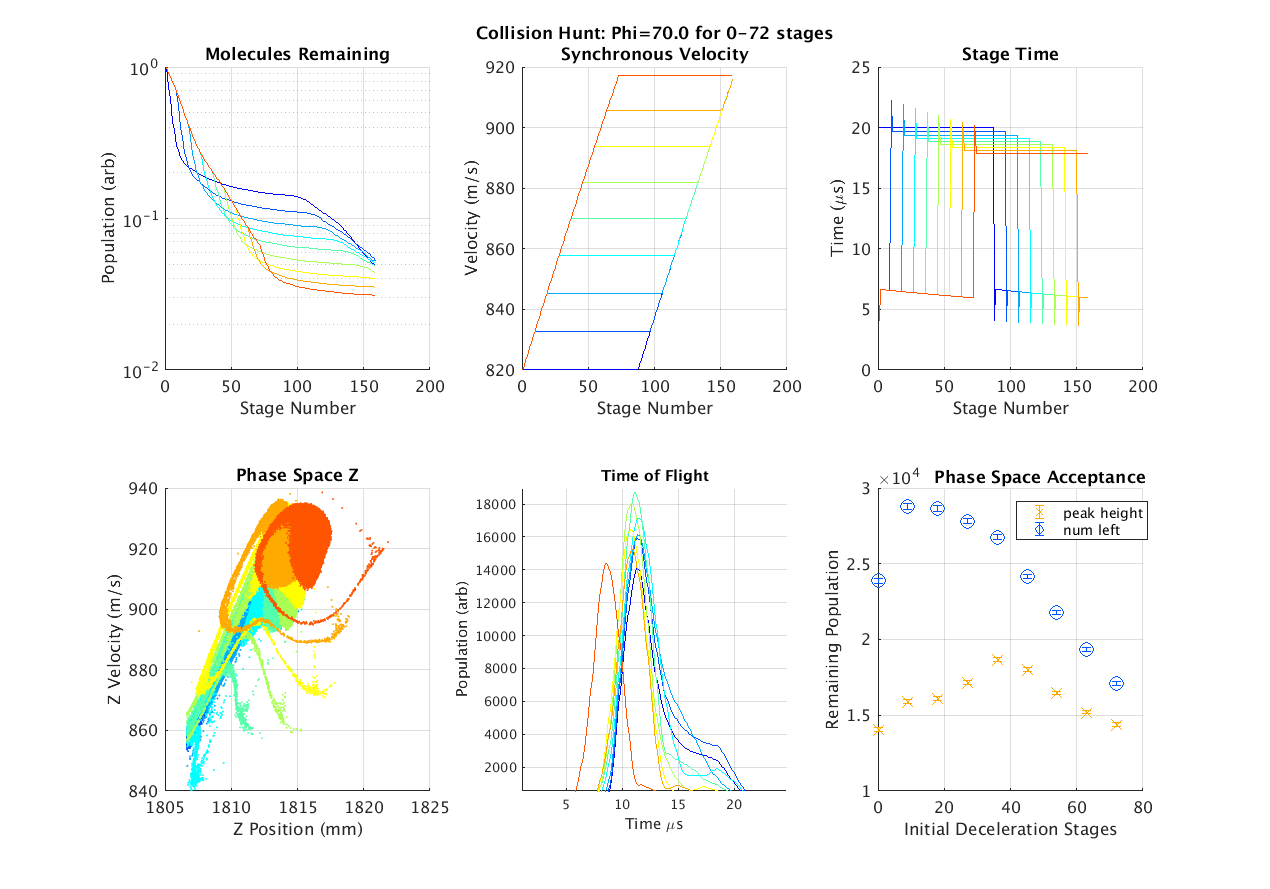 Collision Hunt: Phi=70.0 for 0-72 stages
Molecules Remaining
10^0
10^-1
10^-2
0 50 100 150 200
Population (arb)
Stage Number
Synchronous Velocity
920
900
880
860
840
820
0 50 100 150 200
Velocity (m/s)
Stage Number
Stage Time
25
20
15
10
5
0
0 50 100 150 200
Time (μs)
Stage Number
Phase Space Z
940
920
900
880
860
840
1805 1810 1815 1820 1825
Z Velocity (m/s)
Z Position (mm)
Time of Flight
18000
16000
14000
12000
10000
8000
6000
4000
2000
5 10 15 20
Population (arb)
Time μs
×10^4 Phase Space Acceptance
3
2.5
2
1.5
1
0 20 40 60 80
Remaining Population
Initial Deceleration Stages
peak height
num left